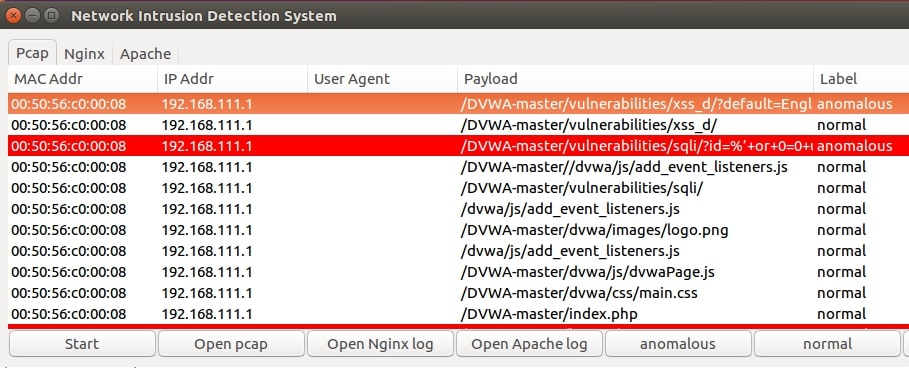 Network Intrusion Detection System
Pcap Nginx Apache
MAC Addr IP Addr User Agent Payload Label
00:50:56:c0:00:08 192.168.111.1 /DVWA-master/vulnerabilities/xss_d/?default=Engl anomalous
00:50:56:c0:00:08 192.168.111.1 /DVWA-master/vulnerabilities/xss_d/ normal
00:50:56:c0:00:08 192.168.111.1 /DVWA-master/vulnerabilities/sqli/?id=%'+or+0=0+u anomalous
00:50:56:c0:00:08 192.168.111.1 /DVWA-master//dvwa/js/add_event_listeners.js normal
00:50:56:c0:00:08 192.168.111.1 /DVWA-master/vulnerabilities/sqli/ normal
00:50:56:c0:00:08 192.168.111.1 /dvwa/js/add_event_listeners.js normal
00:50:56:c0:00:08 192.168.111.1 /DVWA-master/dvwa/images/logo.png normal
00:50:56:c0:00:08 192.168.111.1 /dvwa/js/add_event_listeners.js normal
00:50:56:c0:00:08 192.168.111.1 /DVWA-master/dvwa/js/dvwaPage.js normal
00:50:56:c0:00:08 192.168.111.1 /DVWA-master/dvwa/css/main.css normal
00:50:56:c0:00:08 192.168.111.1 /DVWA-master/index.php normal
Start Open pcap Open Nginx log Open Apache log anomalous normal